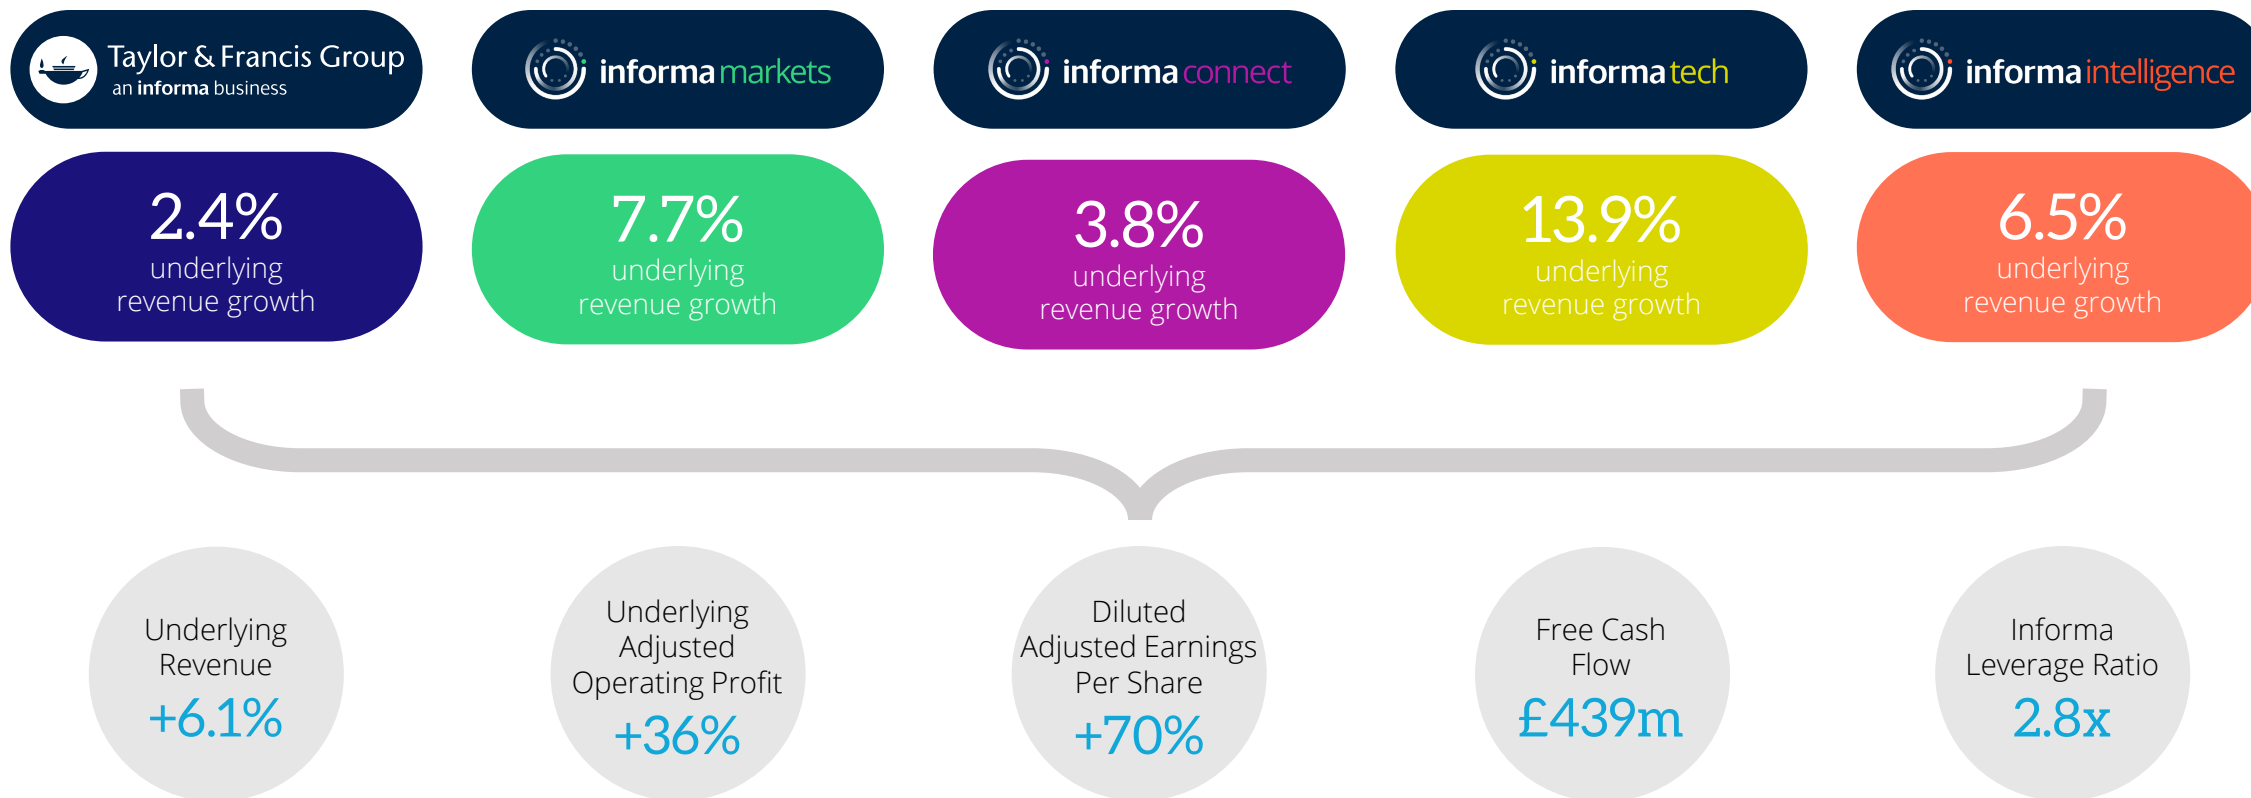 Taylor & Francis Group
an informa business
informa markets
informa connect
informa tech
informa intelligence
2.4%
underlying
revenue growth
7.7%
underlying
revenue growth
3.8%
underlying
revenue growth
13.9%
underlying
revenue growth
6.5%
underlying
revenue growth
Underlying
Revenue
+6.1%
Underlying
Adjusted
Operating Profit
+36%
Diluted
Adjusted Earnings
Per Share
+70%
Free Cash
Flow
£439m
Informa
Leverage Ratio
2.8x